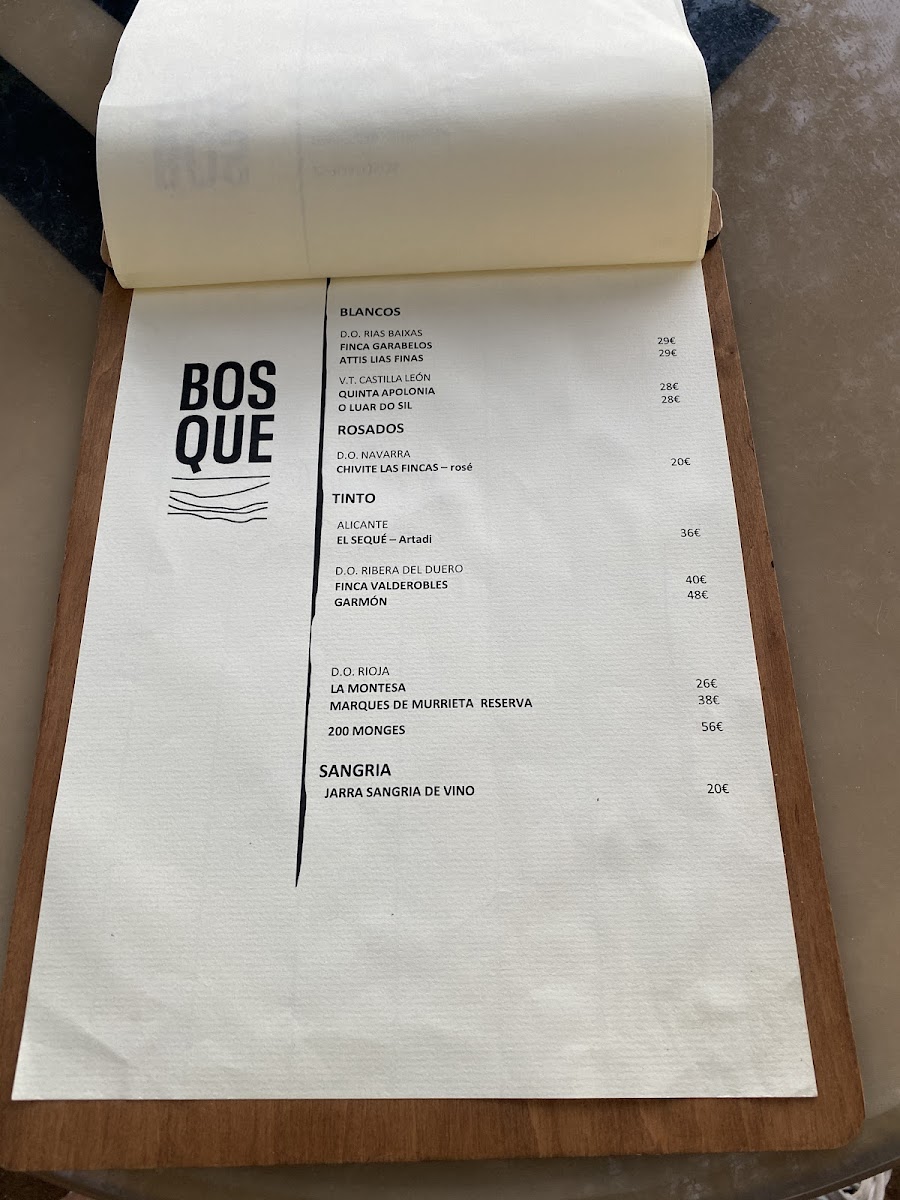 BOS
QUE
BLANCOS
D.O. RIAS BAIXAS
FINCA GARABELOS 29€
ATTIS LIAS FINAS 29€
V.T. CASTILLA LEÓN
QUINTA APOLONIA 28€
O LUAR DO SIL 28€
ROSADOS
D.O. NAVARRA
CHIVITE LAS FINCAS – rosé 20€
TINTO
ALICANTE
EL SEQUÉ – Artadi 36€
D.O. RIBERA DEL DUERO
FINCA VALDEROBLES 40€
GARMÓN 48€
D.O. RIOJA
LA MONTESA 26€
MARQUES DE MURRIETA RESERVA 38€
200 MONGES 56€
SANGRIA
JARRA SANGRIA DE VINO 20€